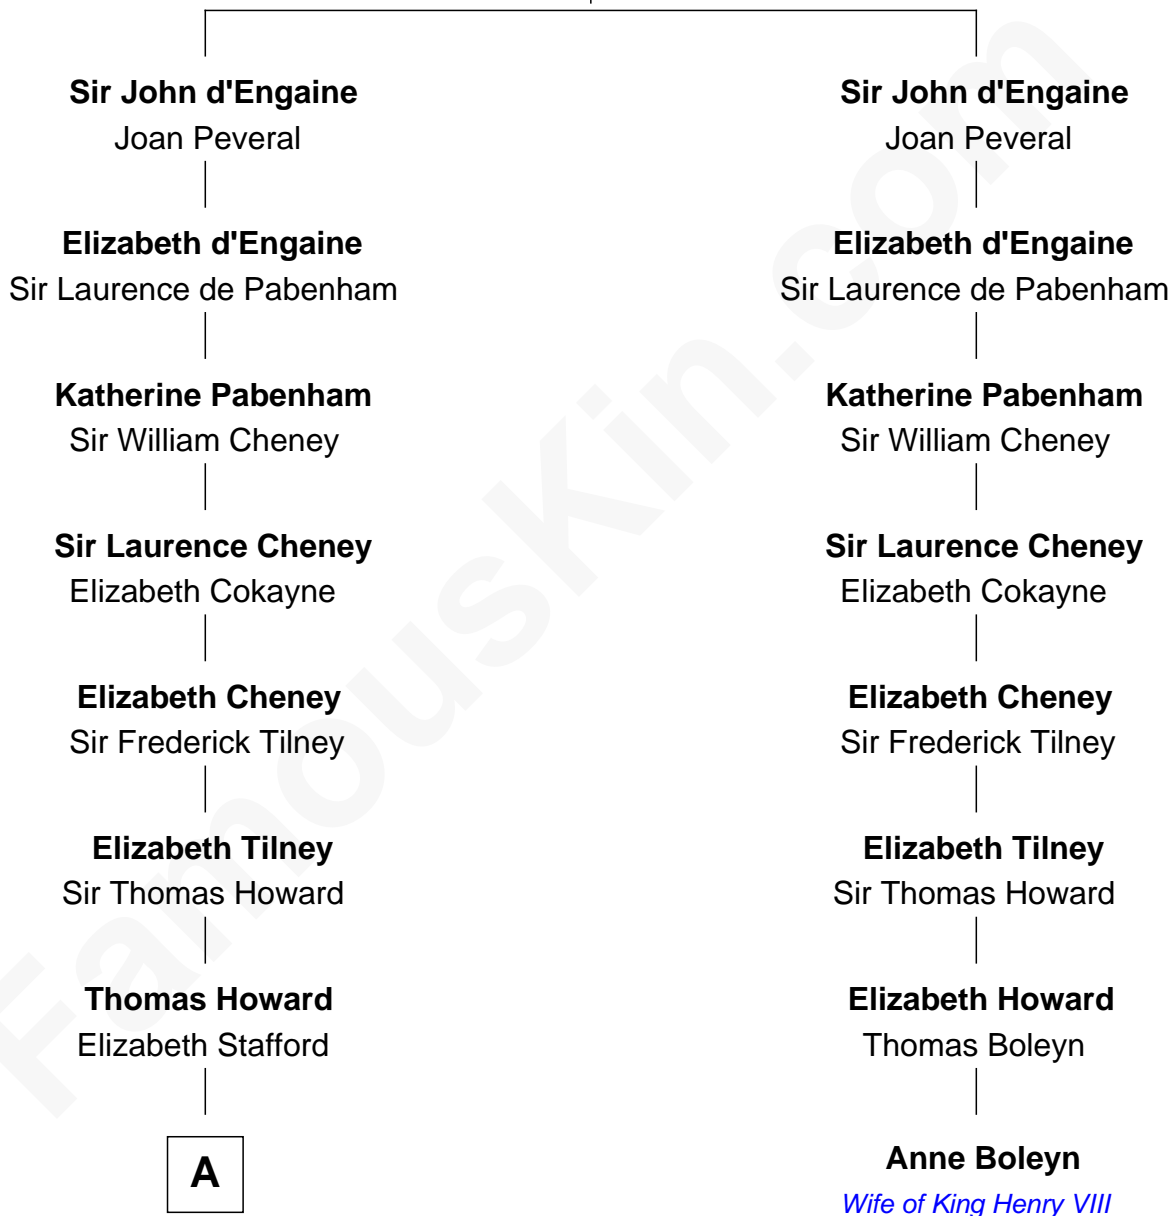 Sir John d'Engaine
Joan Peveral
Elizabeth d'Engaine
Sir Laurence de Pabenham
Katherine Pabenham
Sir William Cheney
Sir Laurence Cheney
Elizabeth Cokayne
Elizabeth Cheney
Sir Frederick Tilney
Elizabeth Tilney
Sir Thomas Howard
Thomas Howard
Elizabeth Stafford
A
Sir John d'Engaine
Joan Peveral
Elizabeth d'Engaine
Sir Laurence de Pabenham
Katherine Pabenham
Sir William Cheney
Sir Laurence Cheney
Elizabeth Cokayne
Elizabeth Cheney
Sir Frederick Tilney
Elizabeth Tilney
Sir Thomas Howard
Elizabeth Howard
Thomas Boleyn
Anne Boleyn
Wife of King Henry VIII
FamousKin.com